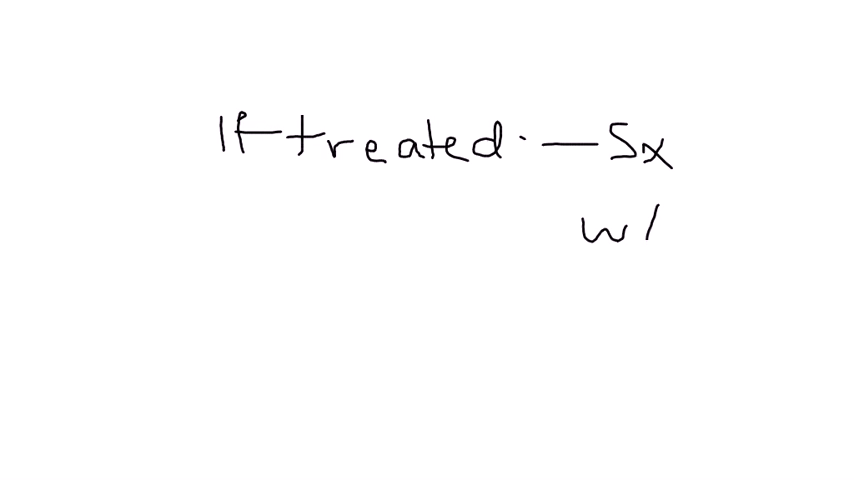 If treated. — Sx
w/